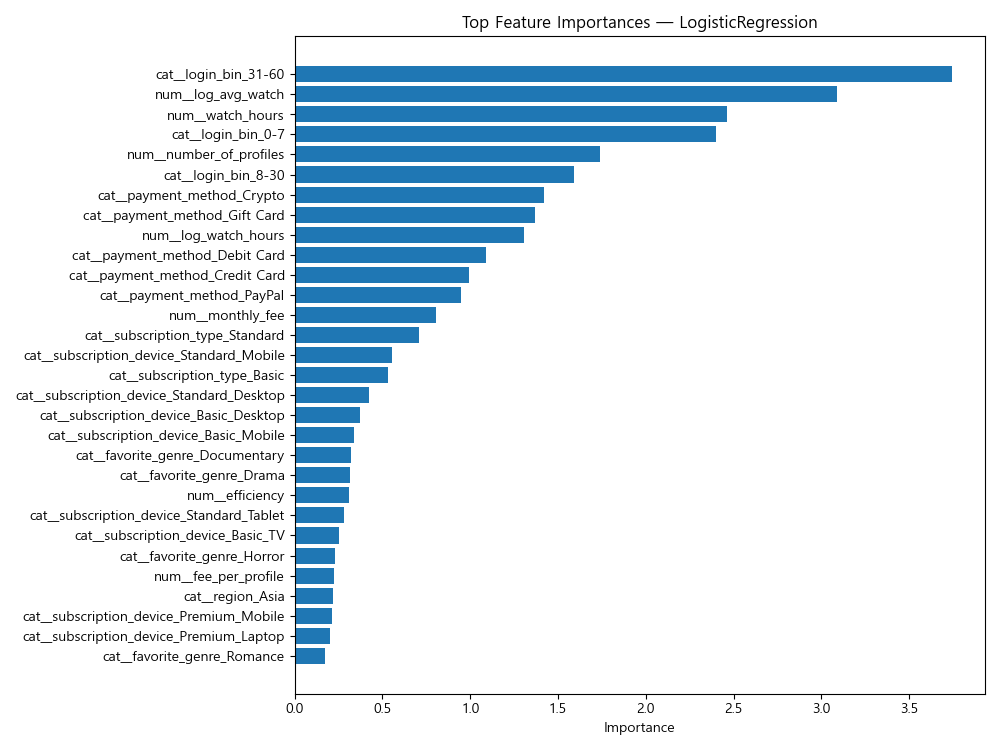 Top Feature Importances — LogisticRegression
cat__login_bin_31-60
num__log_avg_watch
num__watch_hours
cat__login_bin_0-7
num__number_of_profiles
cat__login_bin_8-30
cat__payment_method_Crypto
cat__payment_method_Gift Card
num__log_watch_hours
cat__payment_method_Debit Card
cat__payment_method_Credit Card
cat__payment_method_PayPal
num__monthly_fee
cat__subscription_type_Standard
cat__subscription_device_Standard_Mobile
cat__subscription_type_Basic
cat__subscription_device_Standard_Desktop
cat__subscription_device_Basic_Desktop
cat__subscription_device_Basic_Mobile
cat__favorite_genre_Documentary
cat__favorite_genre_Drama
num__efficiency
cat__subscription_device_Standard_Tablet
cat__subscription_device_Basic_TV
cat__favorite_genre_Horror
num__fee_per_profile
cat__region_Asia
cat__subscription_device_Premium_Mobile
cat__subscription_device_Premium_Laptop
cat__favorite_genre_Romance
0.0 0.5 1.0 1.5 2.0 2.5 3.0 3.5
Importance